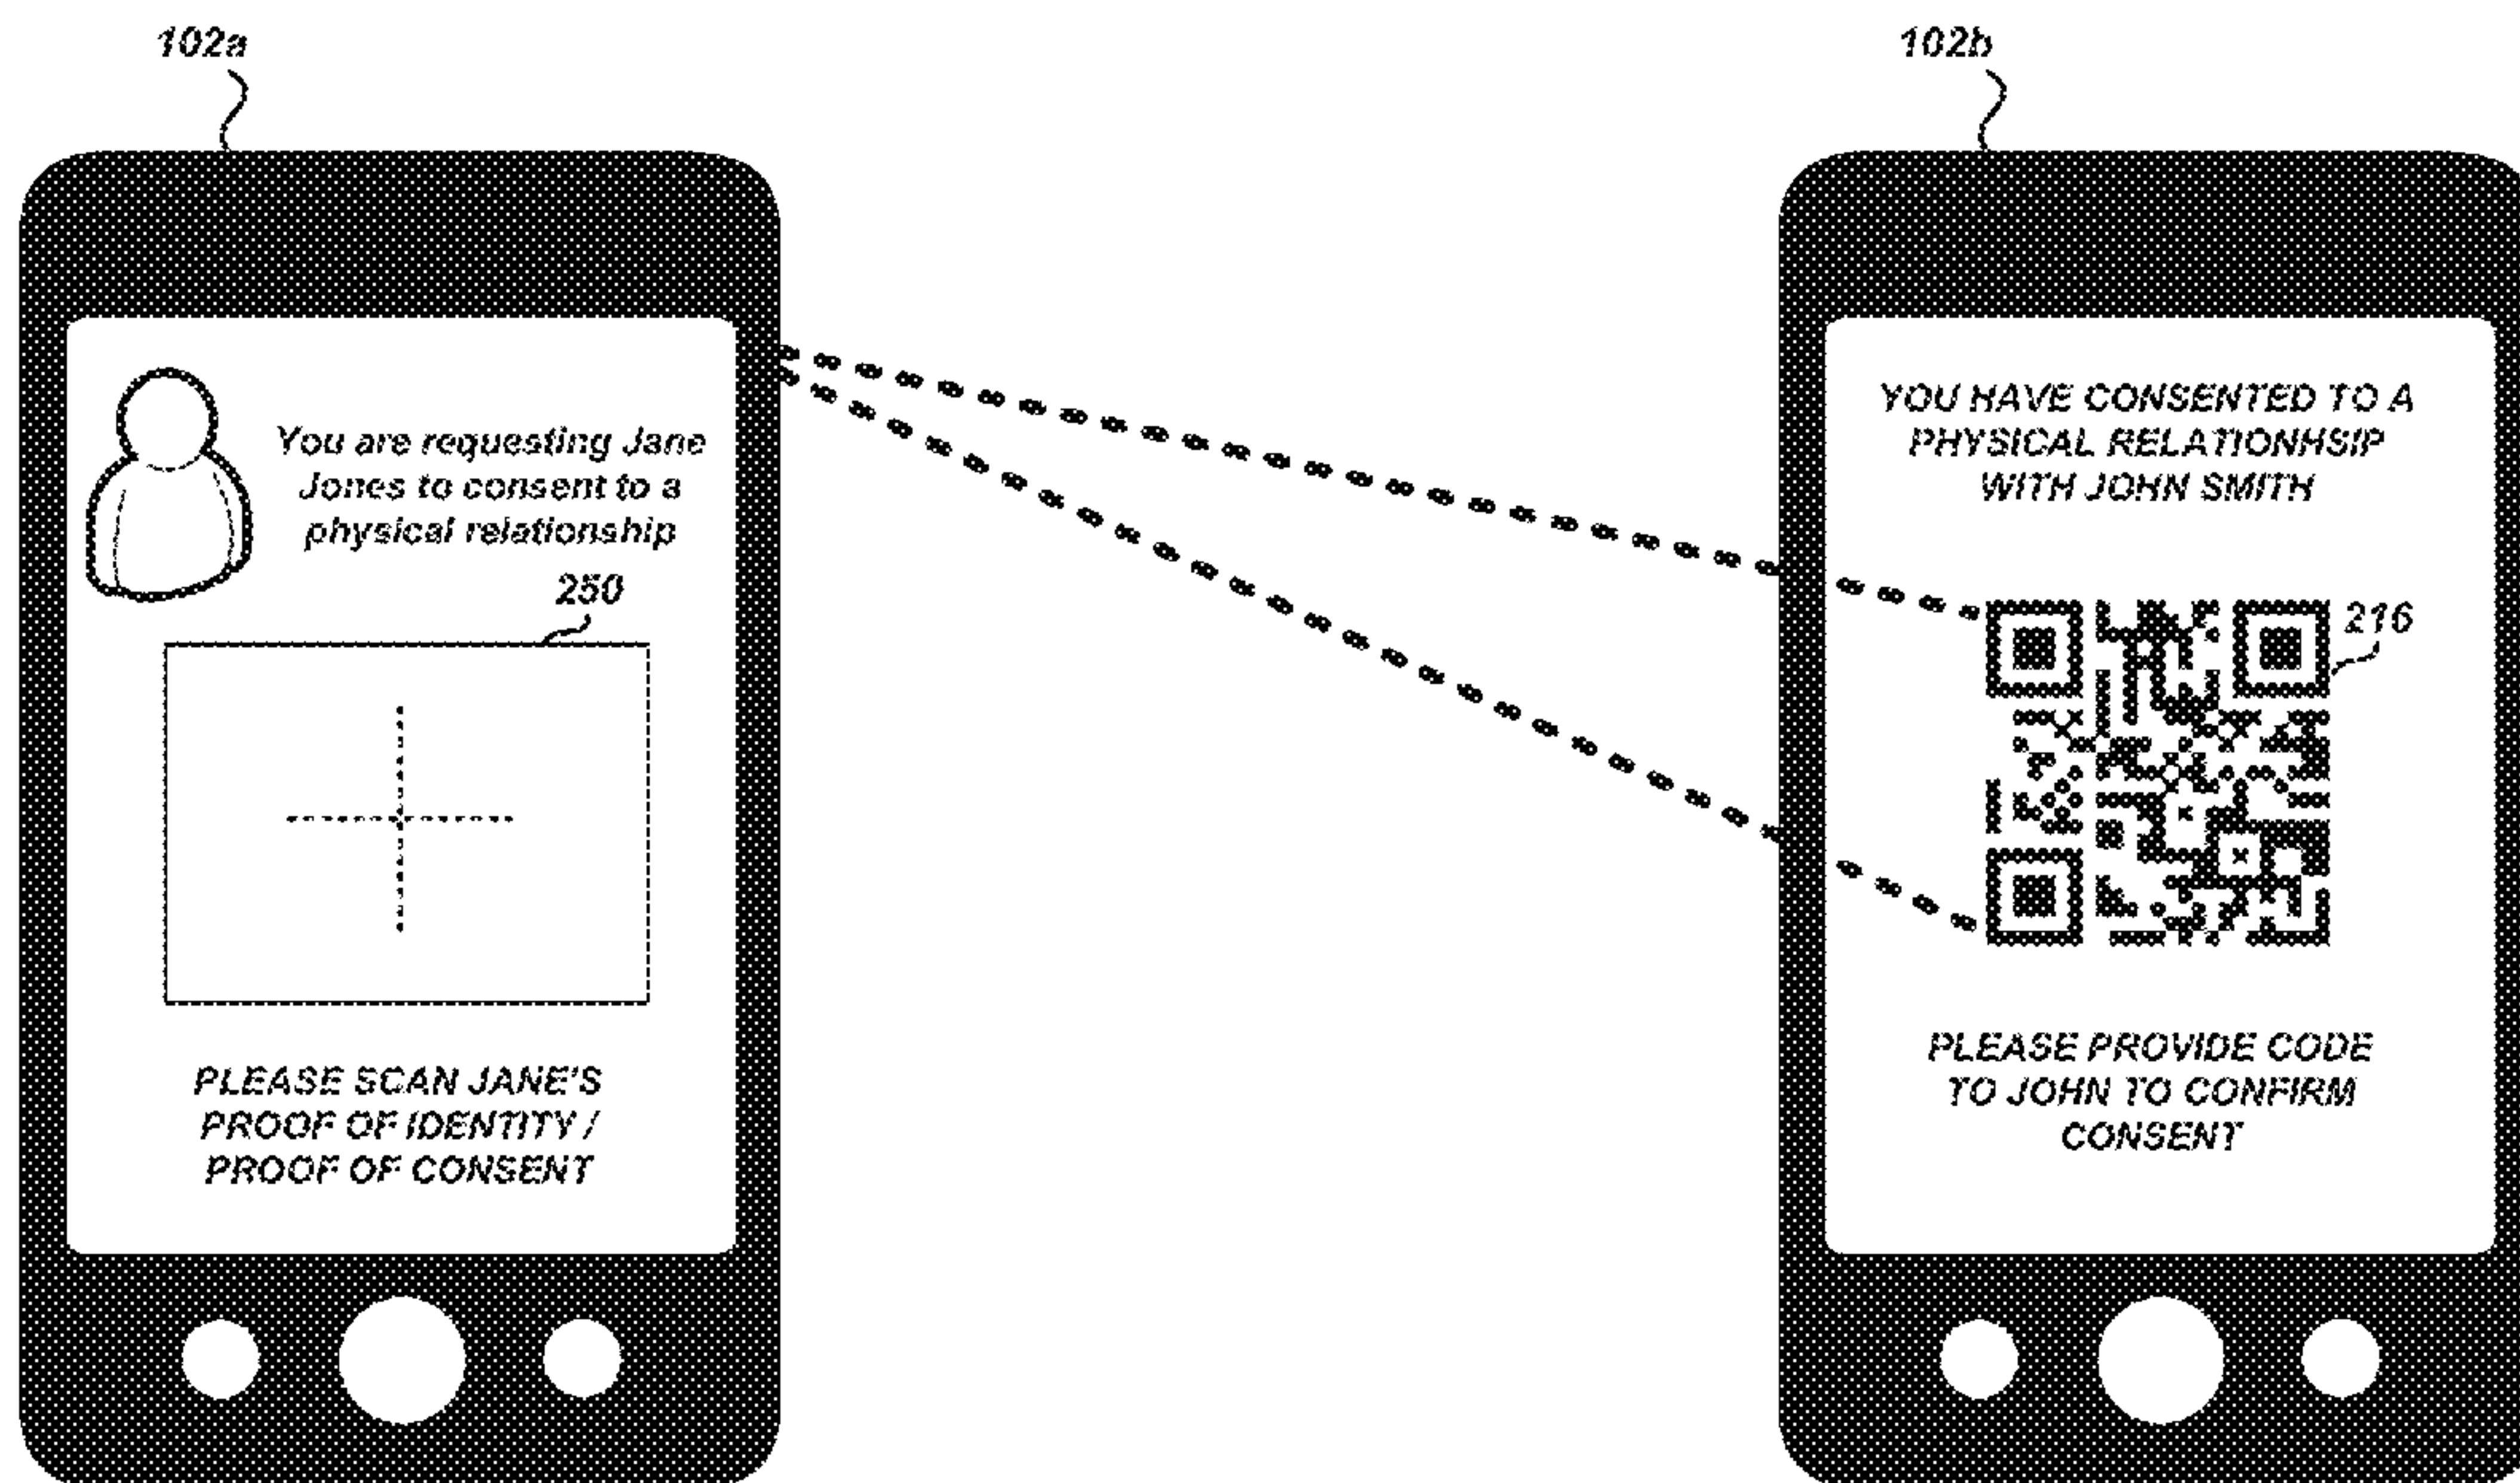 102a
102b
You are requesting Jane
Jones to consent to a
physical relationship
250
PLEASE SCAN JANE'S
PROOF OF IDENTITY /
PROOF OF CONSENT
YOU HAVE CONSENTED TO A
PHYSICAL RELATIONHSIP
WITH JOHN SMITH
216
PLEASE PROVIDE CODE
TO JOHN TO CONFIRM
CONSENT